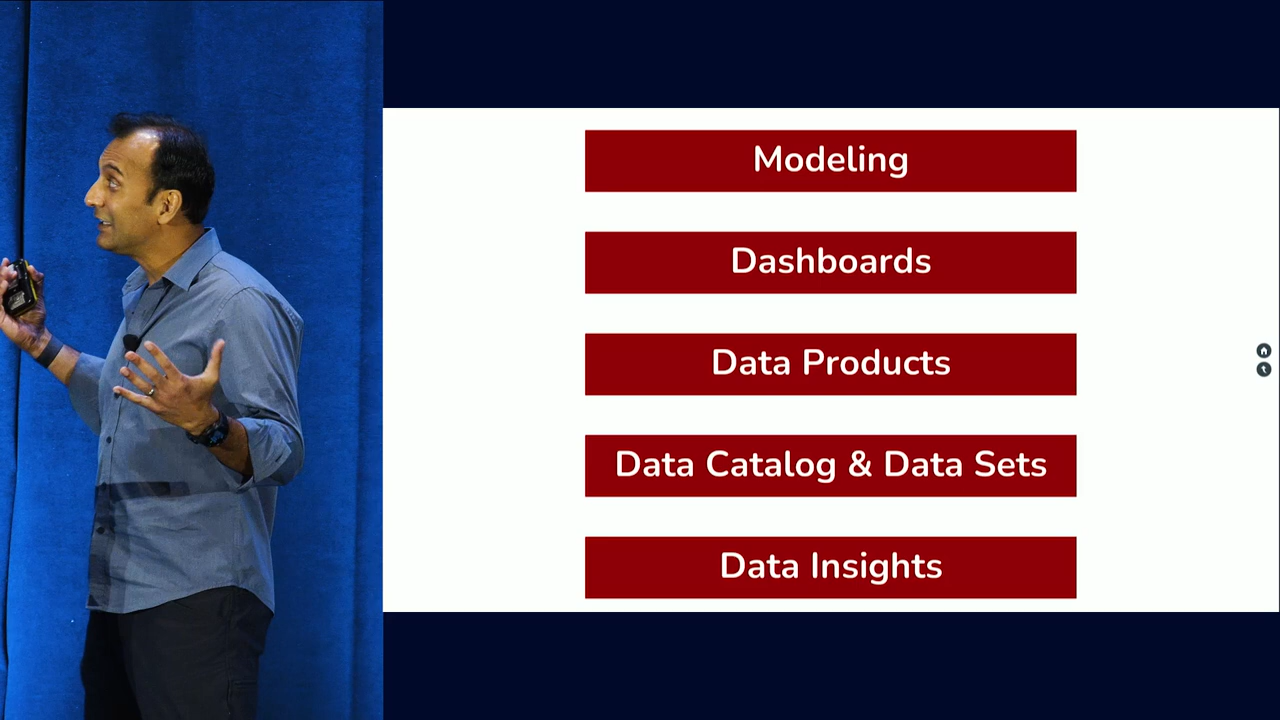 Modeling
Dashboards
Data Products
Data Catalog & Data Sets
Data Insights